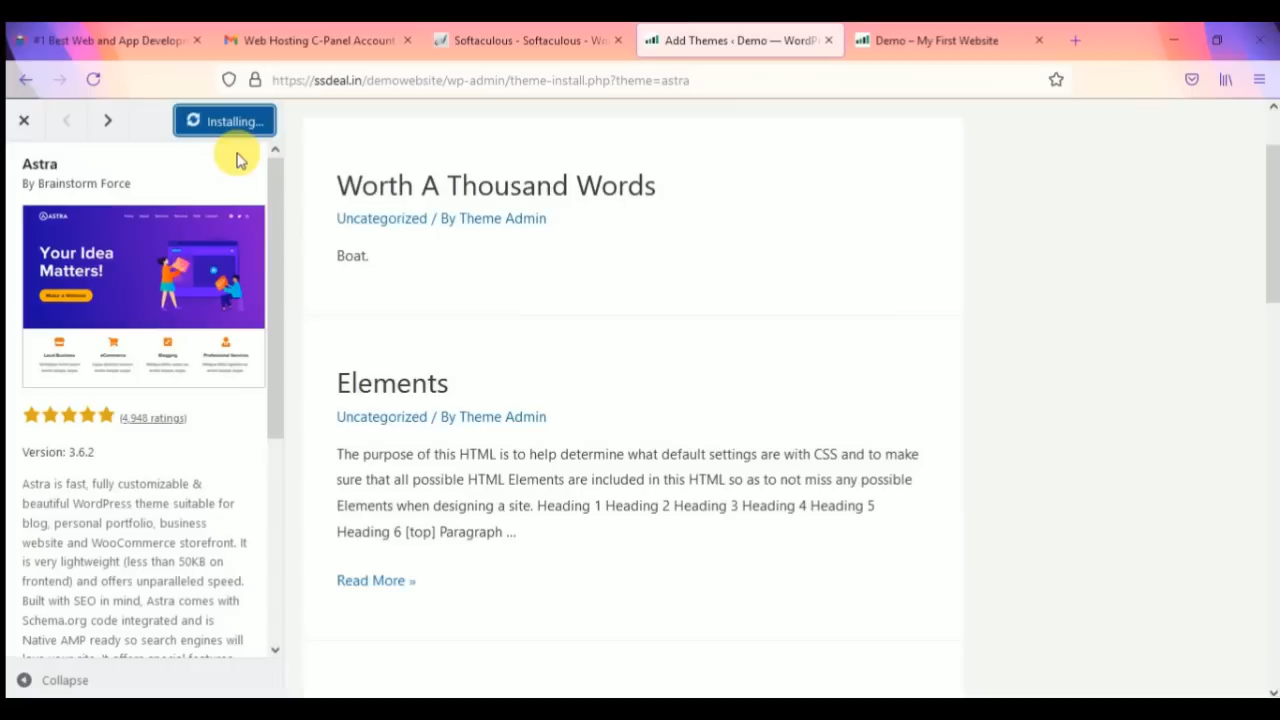 #1 Best Web and App Develop
Web Hosting C-Panel Account
Softaculous - Softaculous - Wo
Add Themes ‹ Demo — WordP
Demo – My First Website
https://ssdeal.in/demowebsite/wp-admin/theme-install.php?theme=astra
Installing...
Astra
By Brainstorm Force
ASTRA
Your Idea
Matters!
Local Business
eCommerce
Blogging
Professional Services
(4,948 ratings)
Version: 3.6.2
Astra is fast, fully customizable &
beautiful WordPress theme suitable for
blog, personal portfolio, business
website and WooCommerce storefront. It
is very lightweight (less than 50KB on
frontend) and offers unparalleled speed.
Built with SEO in mind, Astra comes with
Schema.org code integrated and is
Native AMP ready so search engines will
Collapse
Worth A Thousand Words
Uncategorized / By Theme Admin
Boat.
Elements
Uncategorized / By Theme Admin
The purpose of this HTML is to help determine what default settings are with CSS and to make
sure that all possible HTML Elements are included in this HTML so as to not miss any possible
Elements when designing a site. Heading 1 Heading 2 Heading 3 Heading 4 Heading 5
Heading 6 [top] Paragraph ...
Read More »